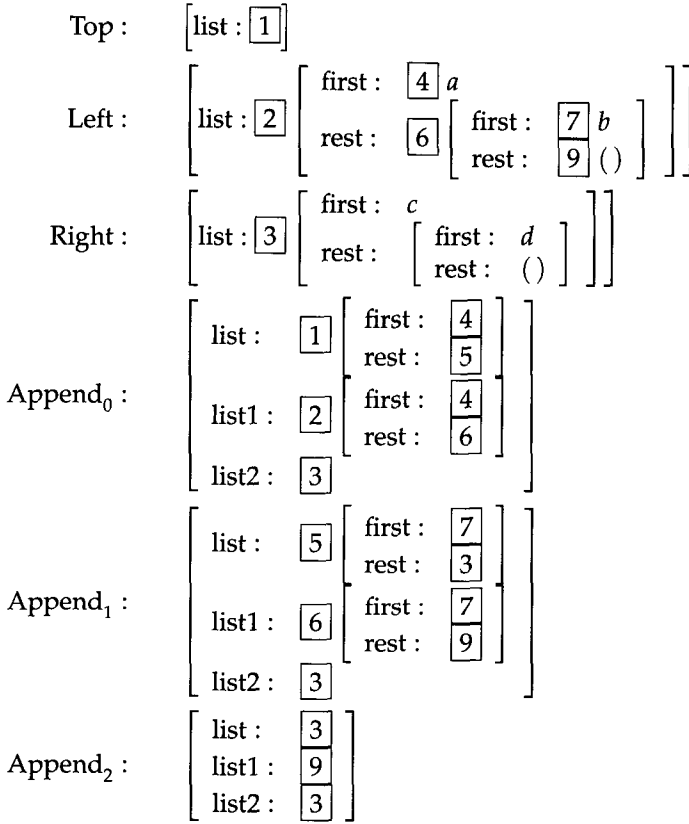 Top : [list : 1]
first : 4 a
Left : list : 2 rest : 6 first : 7 b
rest : 9 ( )
first : c
Right : list : 3 rest : first : d
rest : ( )
list : 1 first : 4
rest : 5
Append₀ : list1 : 2 first : 4
rest : 6
list2 : 3
list : 5 first : 7
rest : 3
Append₁ : list1 : 6 first : 7
rest : 9
list2 : 3
list : 3
Append₂ : list1 : 9
list2 : 3